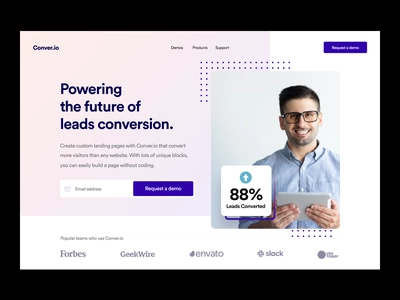 Conver.io
Demos Products Support
Request a demo
Powering
the future of
leads conversion.
Create custom landing pages with Conver.io that convert
more visitors than any website. With lots of unique blocks,
you can easily build a page without coding.
Email address
Request a demo
88%
Leads Converted
Popular teams who use Conver.io
Forbes
GeekWire
envato
slack